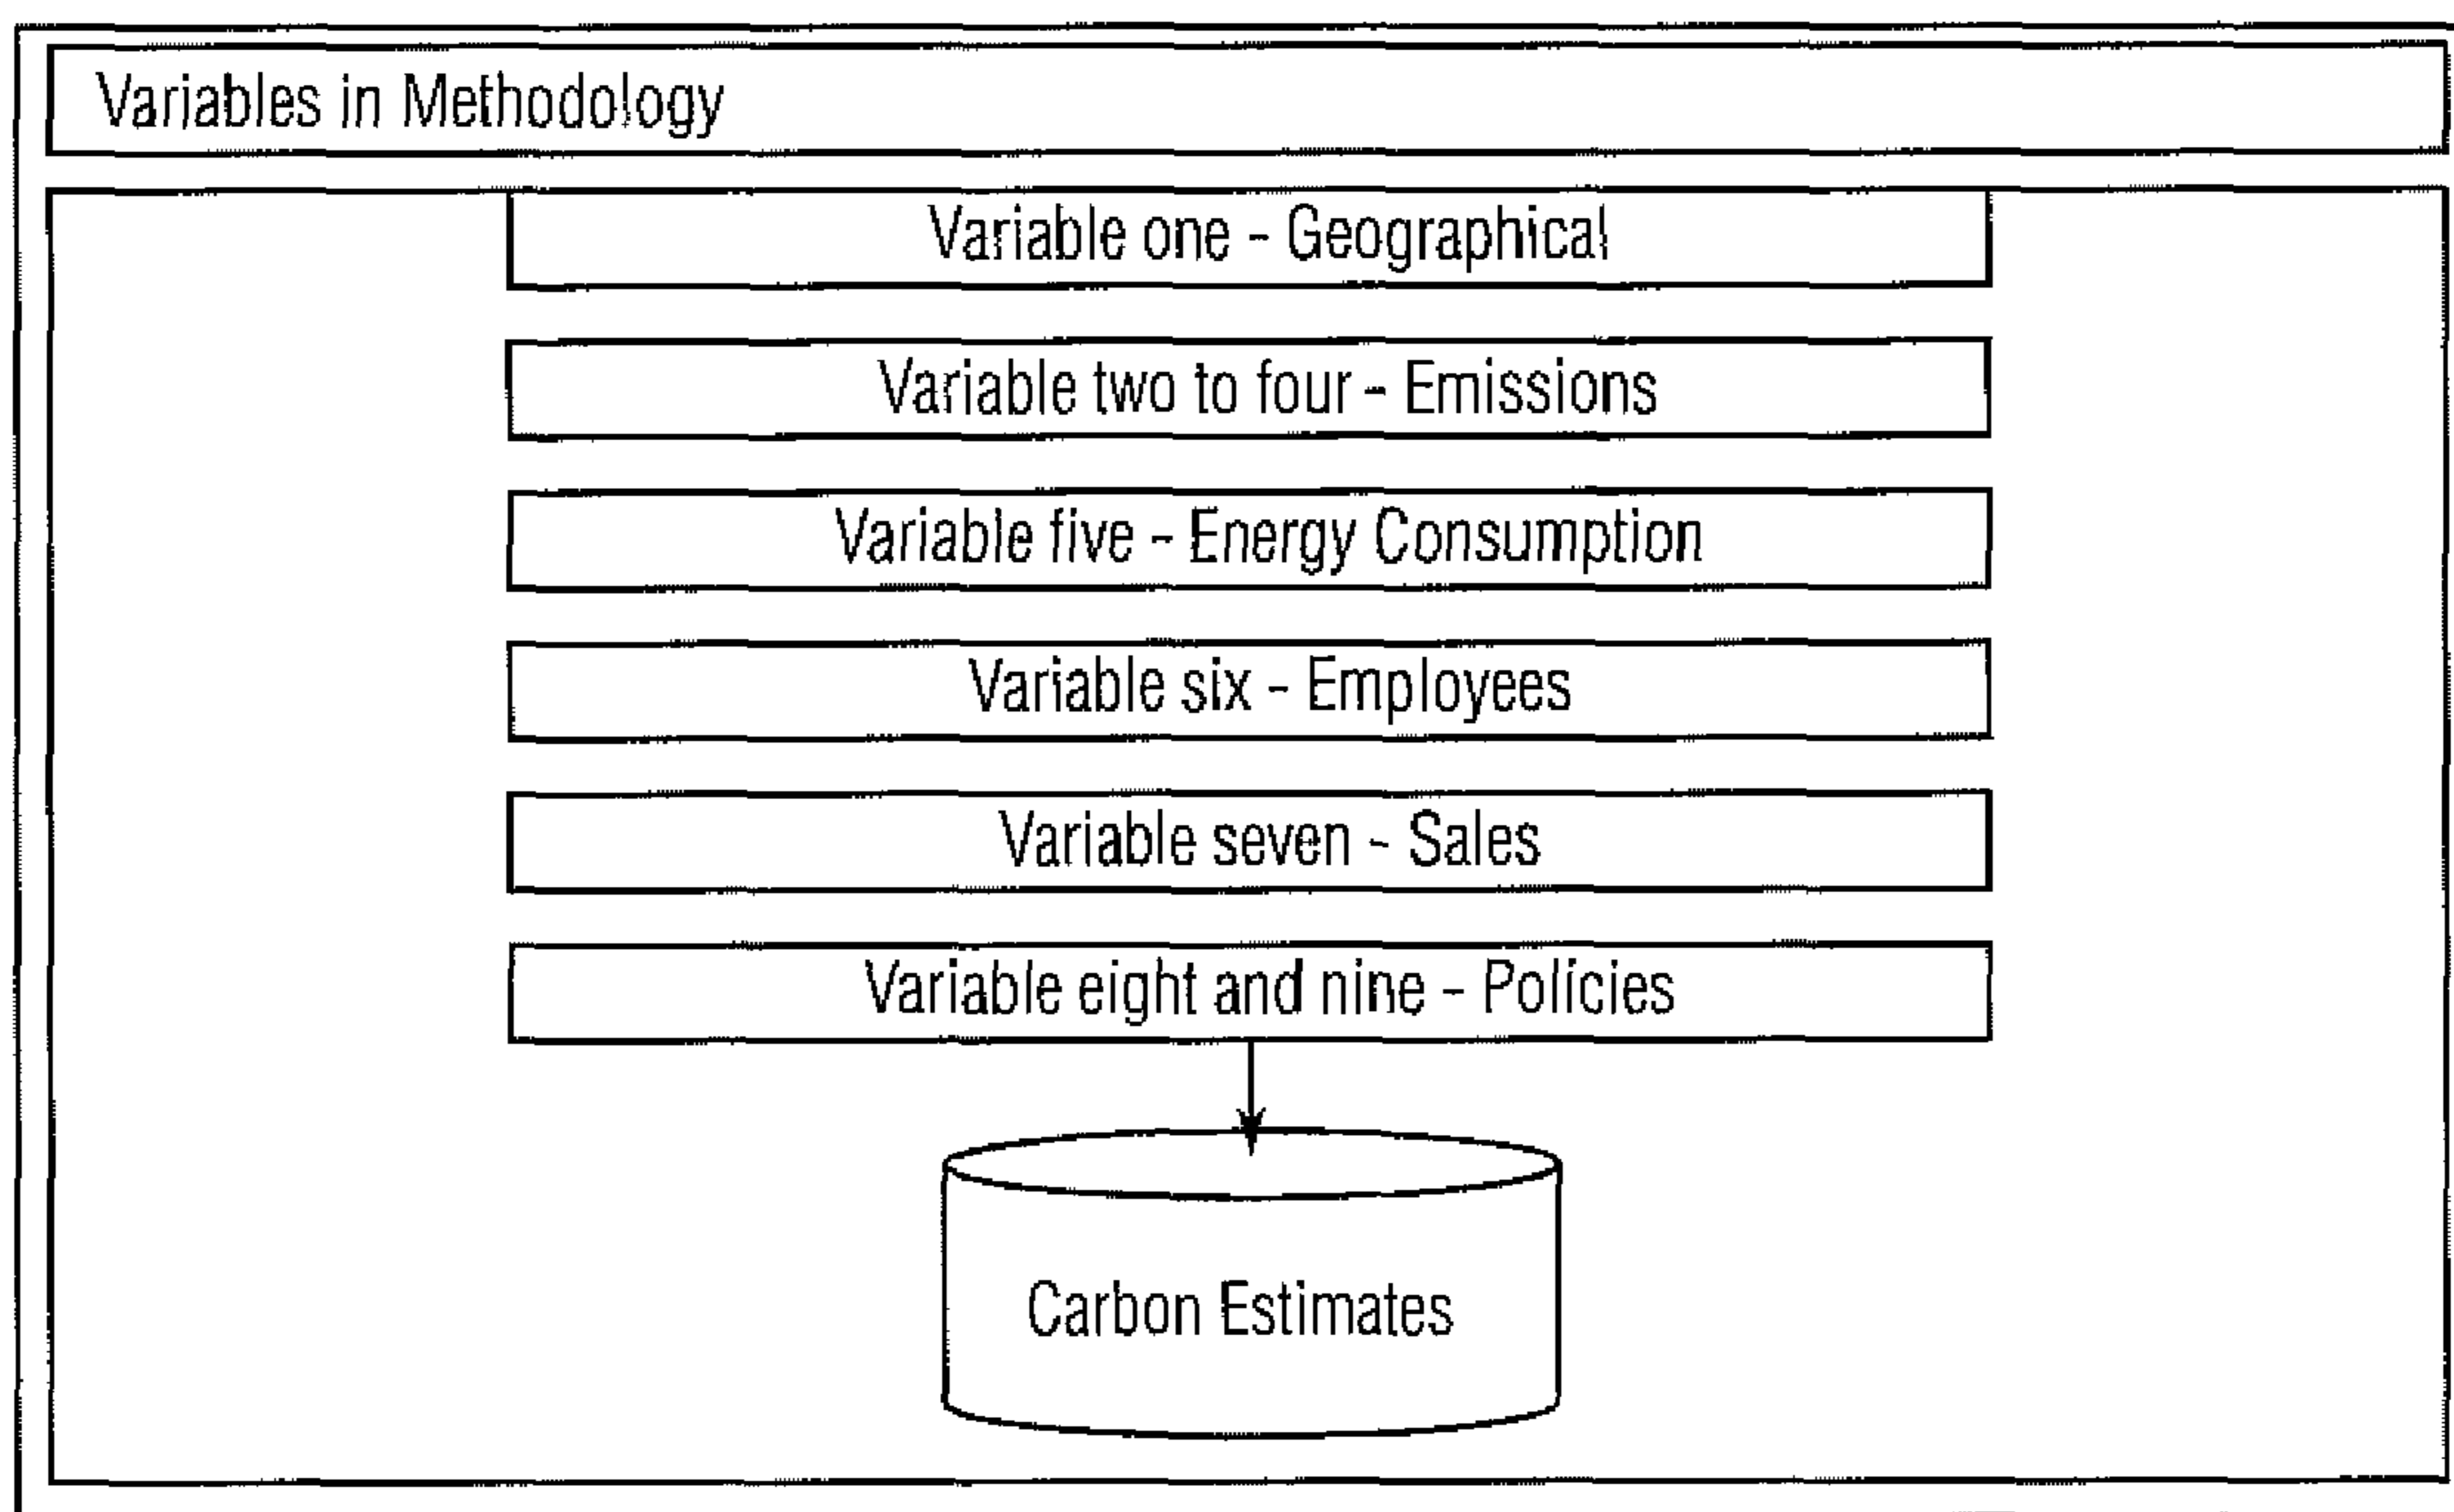 Variables in Methodology
Variable one - Geographical
Variable two to four - Emissions
Variable five - Energy Consumption
Variable six - Employees
Variable seven - Sales
Variable eight and nine - Policies
Carbon Estimates